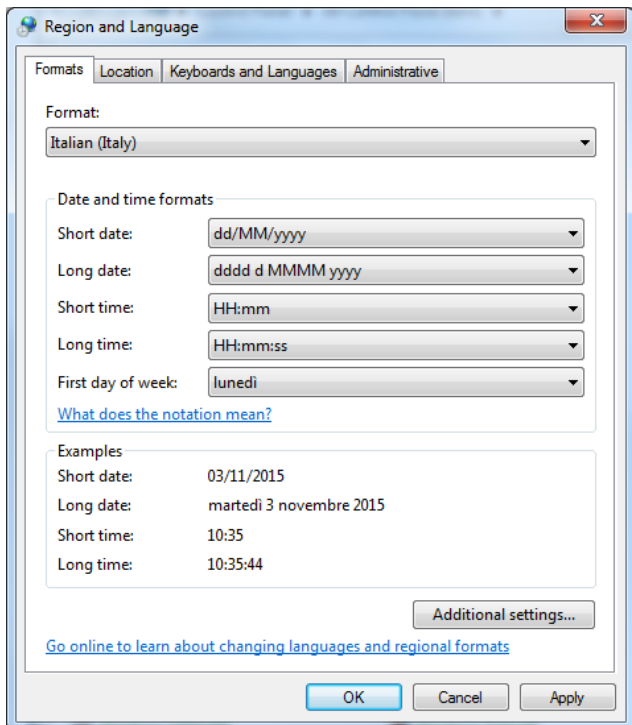 Region and Language
Formats Location Keyboards and Languages Administrative
Format:
Italian (Italy)
Date and time formats
Short date: dd/MM/yyyy
Long date: dddd d MMMM yyyy
Short time: HH:mm
Long time: HH:mm:ss
First day of week: lunedì
What does the notation mean?
Examples
Short date: 03/11/2015
Long date: martedì 3 novembre 2015
Short time: 10:35
Long time: 10:35:44
Additional settings...
Go online to learn about changing languages and regional formats
OK Cancel Apply